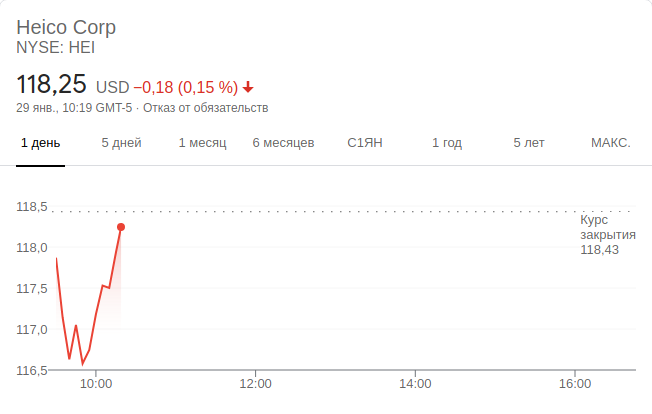 Heico Corp
NYSE: HEI
118,25 USD −0,18 (0,15 %)
29 янв., 10:19 GMT-5 · Отказ от обязательств
1 день 5 дней 1 месяц 6 месяцев С1ЯН 1 год 5 лет МАКС.
118,5
Курс
закрытия
118,43
118,0
117,5
117,0
116,5
10:00 12:00 14:00 16:00